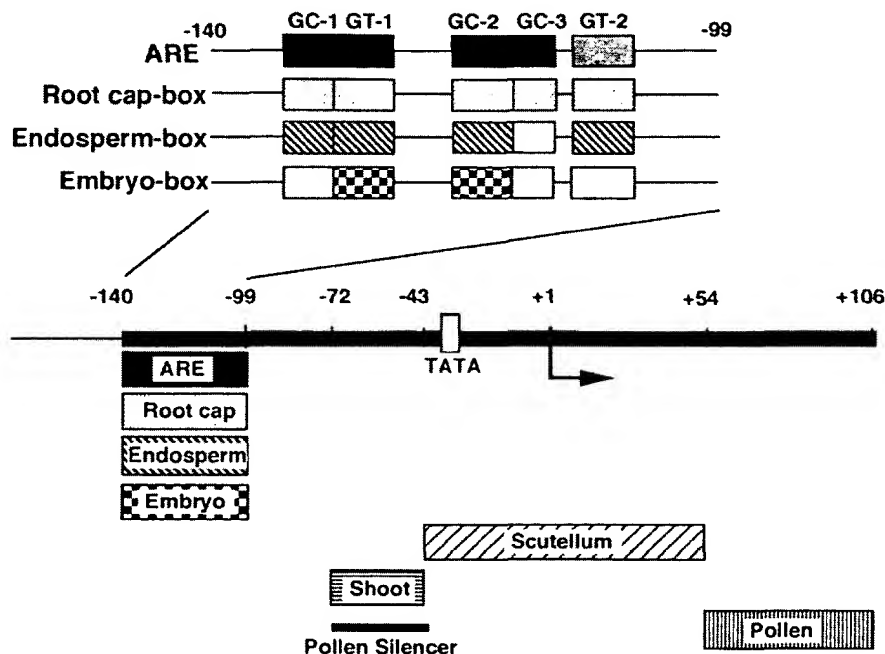 GC-1 GT-1 GC-2 GC-3 GT-2
-140 -99
ARE
Root cap-box
Endosperm-box
Embryo-box
-140 -99 -72 -43 +1 +54 +106
TATA
ARE
Root cap
Endosperm
Embryo
Scutellum
Shoot
Pollen Silencer
Pollen